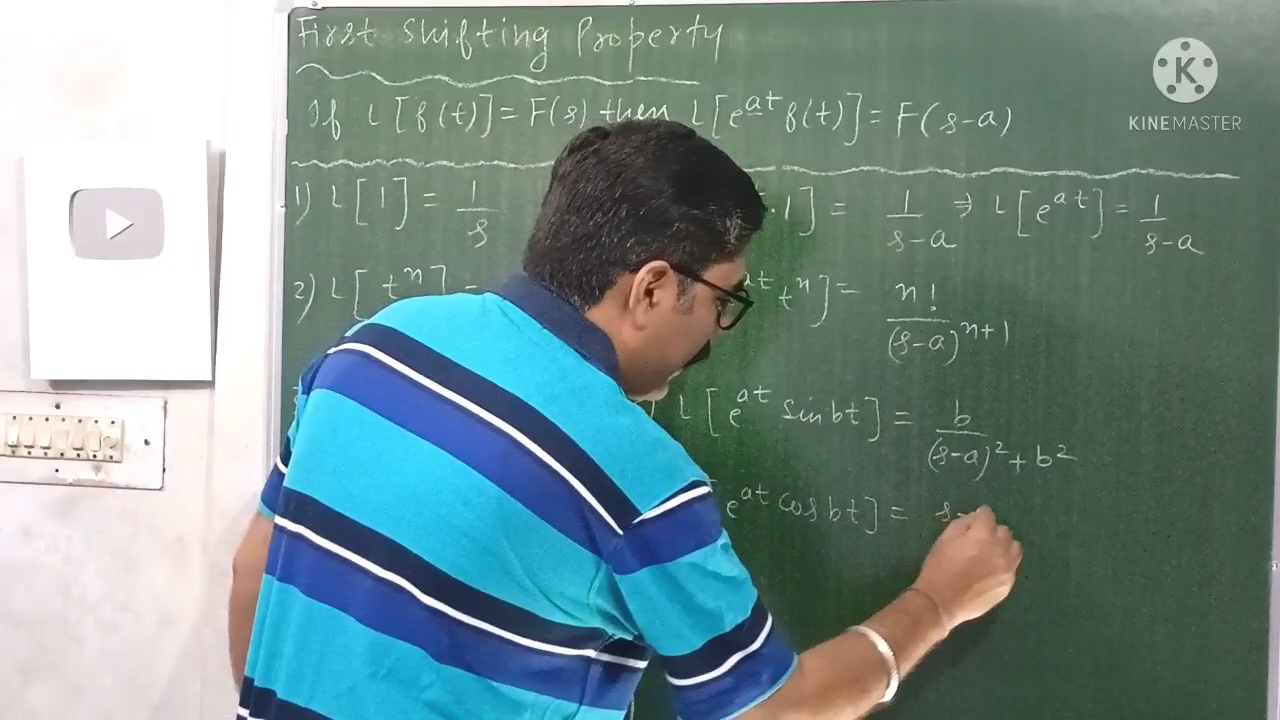 First Shifting Property
If L[f(t)] = F(s) then L[e^at f(t)] = F(s-a)
K
KINEMASTER
1) L[1] = 1/s ·1] = 1/(s-a) ⇒ L[e^at] = 1/(s-a)
2) L[t^n] = at t^n] = n!/(s-a)^(n+1)
L[e^at sin bt] = b/((s-a)^2 + b^2)
e^at cos bt] = s-